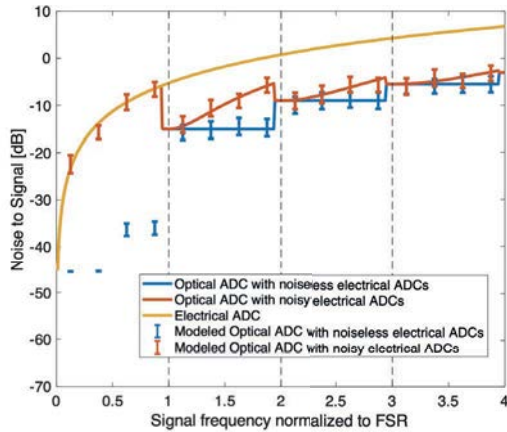 10
0
-10
-20
-30
-40
-50
-60
-70
Noise to Signal [dB]
Optical ADC with noiseless electrical ADCs
Optical ADC with noisy electrical ADCs
Electrical ADC
Modeled Optical ADC with noiseless electrical ADCs
Modeled Optical ADC with noisy electrical ADCs
0 0.5 1 1.5 2 2.5 3 3.5 4
Signal frequency normalized to FSR